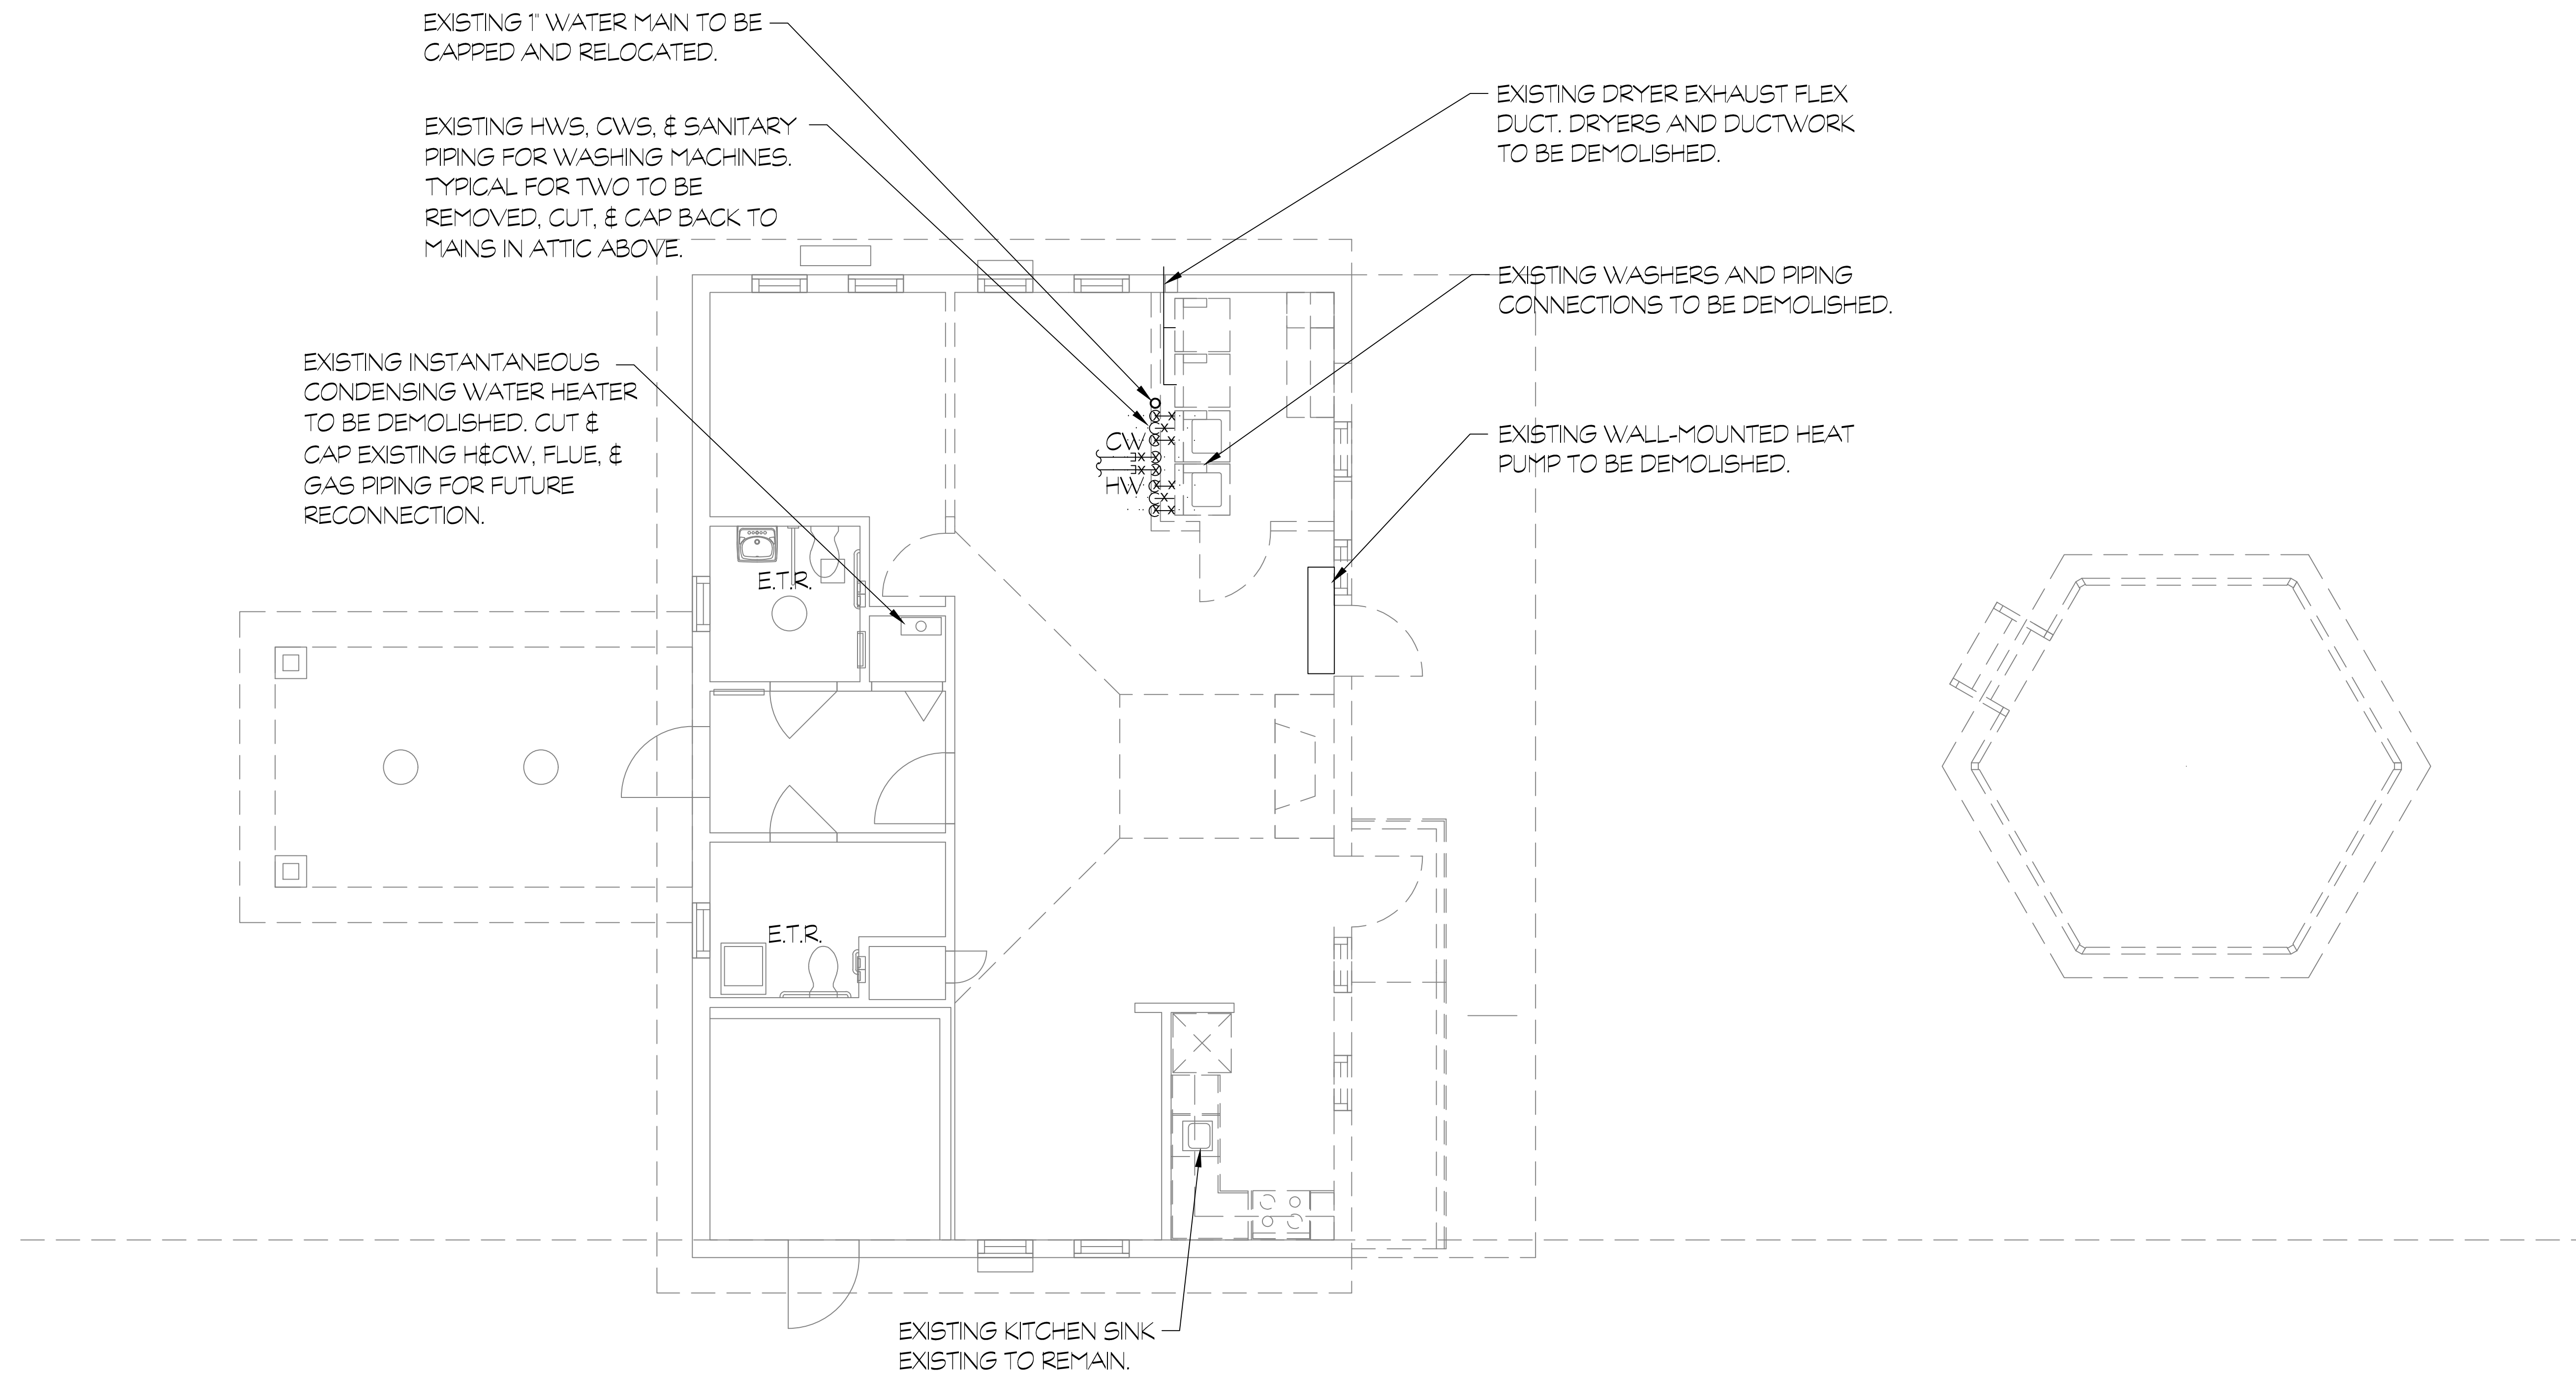 EXISTING 1" WATER MAIN TO BE
CAPPED AND RELOCATED.
EXISTING HWS, CWS, & SANITARY
PIPING FOR WASHING MACHINES.
TYPICAL FOR TWO TO BE
REMOVED, CUT, & CAP BACK TO
MAINS IN ATTIC ABOVE.
EXISTING DRYER EXHAUST FLEX
DUCT. DRYERS AND DUCTWORK
TO BE DEMOLISHED.
EXISTING WASHERS AND PIPING
CONNECTIONS TO BE DEMOLISHED.
EXISTING INSTANTANEOUS
CONDENSING WATER HEATER
TO BE DEMOLISHED. CUT &
CAP EXISTING H&CW, FLUE, &
GAS PIPING FOR FUTURE
RECONNECTION.
CW
HW
EXISTING WALL-MOUNTED HEAT
PUMP TO BE DEMOLISHED.
E.T.R.
E.T.R.
EXISTING KITCHEN SINK
EXISTING TO REMAIN.